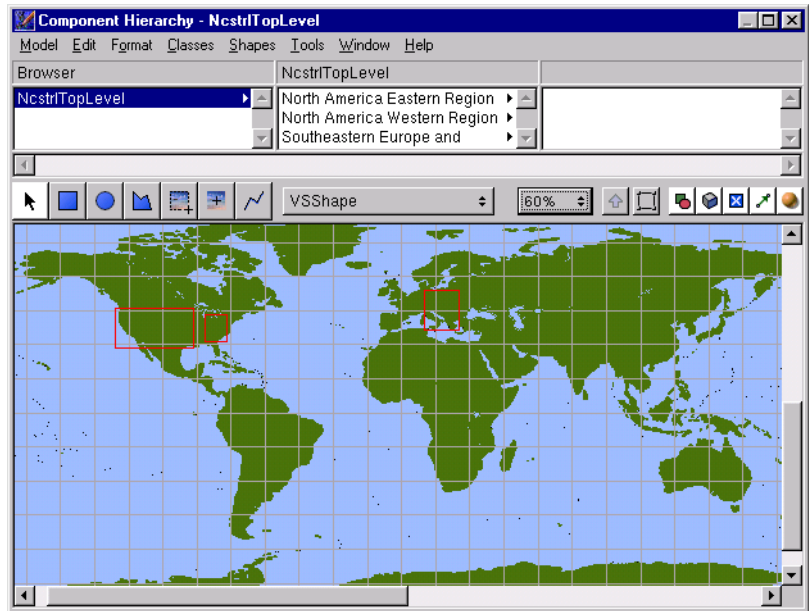 Component Hierarchy - NcstrlTopLevel
Model Edit Format Classes Shapes Tools Window Help
Browser NcstrlTopLevel
NcstrlTopLevel
North America Eastern Region
North America Western Region
Southeastern Europe and
VSShape 60%